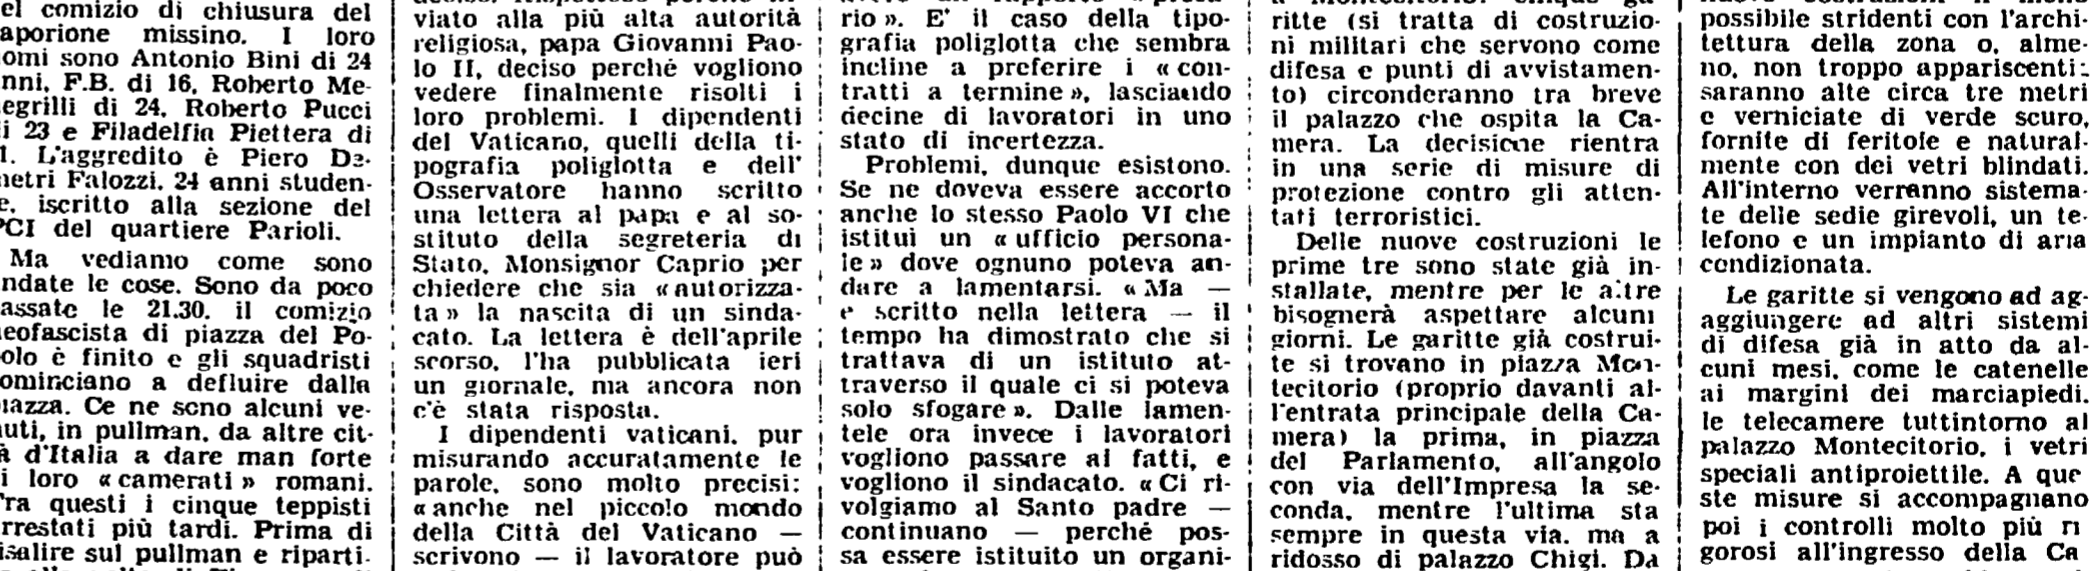 el comizio di chiusura del
aporione missino. I loro
omi sono Antonio Bini di 24
nni, F.B. di 16, Roberto Me-
egrilli di 24, Roberto Pucci
i 23 e Filadelfia Piettera di
1. L'aggredito è Piero De-
metri Falozzi, 24 anni studen-
e, iscritto alla sezione del
PCI del quartiere Parioli.
Ma vediamo come sono
ndate le cose. Sono da poco
assate le 21.30. il comizio
eofascista di piazza del Po-
olo è finito e gli squadristi
ominciano a defluire dalla
iazza. Ce ne sono alcuni ve-
uti, in pullman, da altre cit-
à d'Italia a dare man forte
i loro « camerati » romani.
Tra questi i cinque teppisti
rrestati più tardi. Prima di
isalire sul pullman e riparti-
viato alla più alta autorità
religiosa, papa Giovanni Pao-
lo II, deciso perché vogliono
vedere finalmente risolti i
loro problemi. I dipendenti
del Vaticano, quelli della ti-
pografia poliglotta e dell'
Osservatore hanno scritto
una lettera al papa e al so-
stituto della segreteria di
Stato, Monsignor Caprio per
chiedere che sia « autorizza-
ta » la nascita di un sinda-
cato. La lettera è dell'aprile
scorso, l'ha pubblicata ieri
un giornale, ma ancora non
c'è stata risposta.
I dipendenti vaticani, pur
misurando accuratamente le
parole, sono molto precisi:
« anche nel piccolo mondo
della Città del Vaticano —
scrivono — il lavoratore può
rio ». E' il caso della tipo-
grafia poliglotta che sembra
incline a preferire i « con-
tratti a termine », lasciando
decine di lavoratori in uno
stato di incertezza.
Problemi, dunque esistono.
Se ne doveva essere accorto
anche lo stesso Paolo VI che
istituì un « ufficio persona-
le » dove ognuno poteva an-
dare a lamentarsi. « Ma —
e scritto nella lettera — il
tempo ha dimostrato che si
trattava di un istituto at-
traverso il quale ci si poteva
solo sfogare ». Dalle lamen-
tele ora invece i lavoratori
vogliono passare ai fatti, e
vogliono il sindacato. « Ci ri-
volgiamo al Santo padre —
continuano — perché pos-
sa essere istituito un organi-
ritte (si tratta di costruzio-
ni militari che servono come
difesa e punti di avvistamen-
to) circonderanno tra breve
il palazzo che ospita la Ca-
mera. La decisione rientra
in una serie di misure di
protezione contro gli atten-
tati terroristici.
Delle nuove costruzioni le
prime tre sono state già in-
stallate, mentre per le altre
bisognerà aspettare alcuni
giorni. Le garitte già costrui-
te si trovano in piazza Mon-
tecitorio (proprio davanti al-
l'entrata principale della Ca-
mera) la prima, in piazza
del Parlamento, all'angolo
con via dell'Impresa la se-
conda, mentre l'ultima sta
sempre in questa via, ma a
ridosso di palazzo Chigi. Da
possibile stridenti con l'archi-
tettura della zona o, alme-
no, non troppo appariscenti:
saranno alte circa tre metri
e verniciate di verde scuro,
fornite di feritoie e natural-
mente con dei vetri blindati.
All'interno verranno sistema-
te delle sedie girevoli, un te-
lefono e un impianto di aria
condizionata.
Le garitte si vengono ad ag-
aggiungere ad altri sistemi
di difesa già in atto da al-
cuni mesi, come le catenelle
ai margini dei marciapiedi,
le telecamere tuttintorno al
palazzo Montecitorio, i vetri
speciali antiproiettile. A que
ste misure si accompagnano
poi i controlli molto più ri
gorosi all'ingresso della Ca